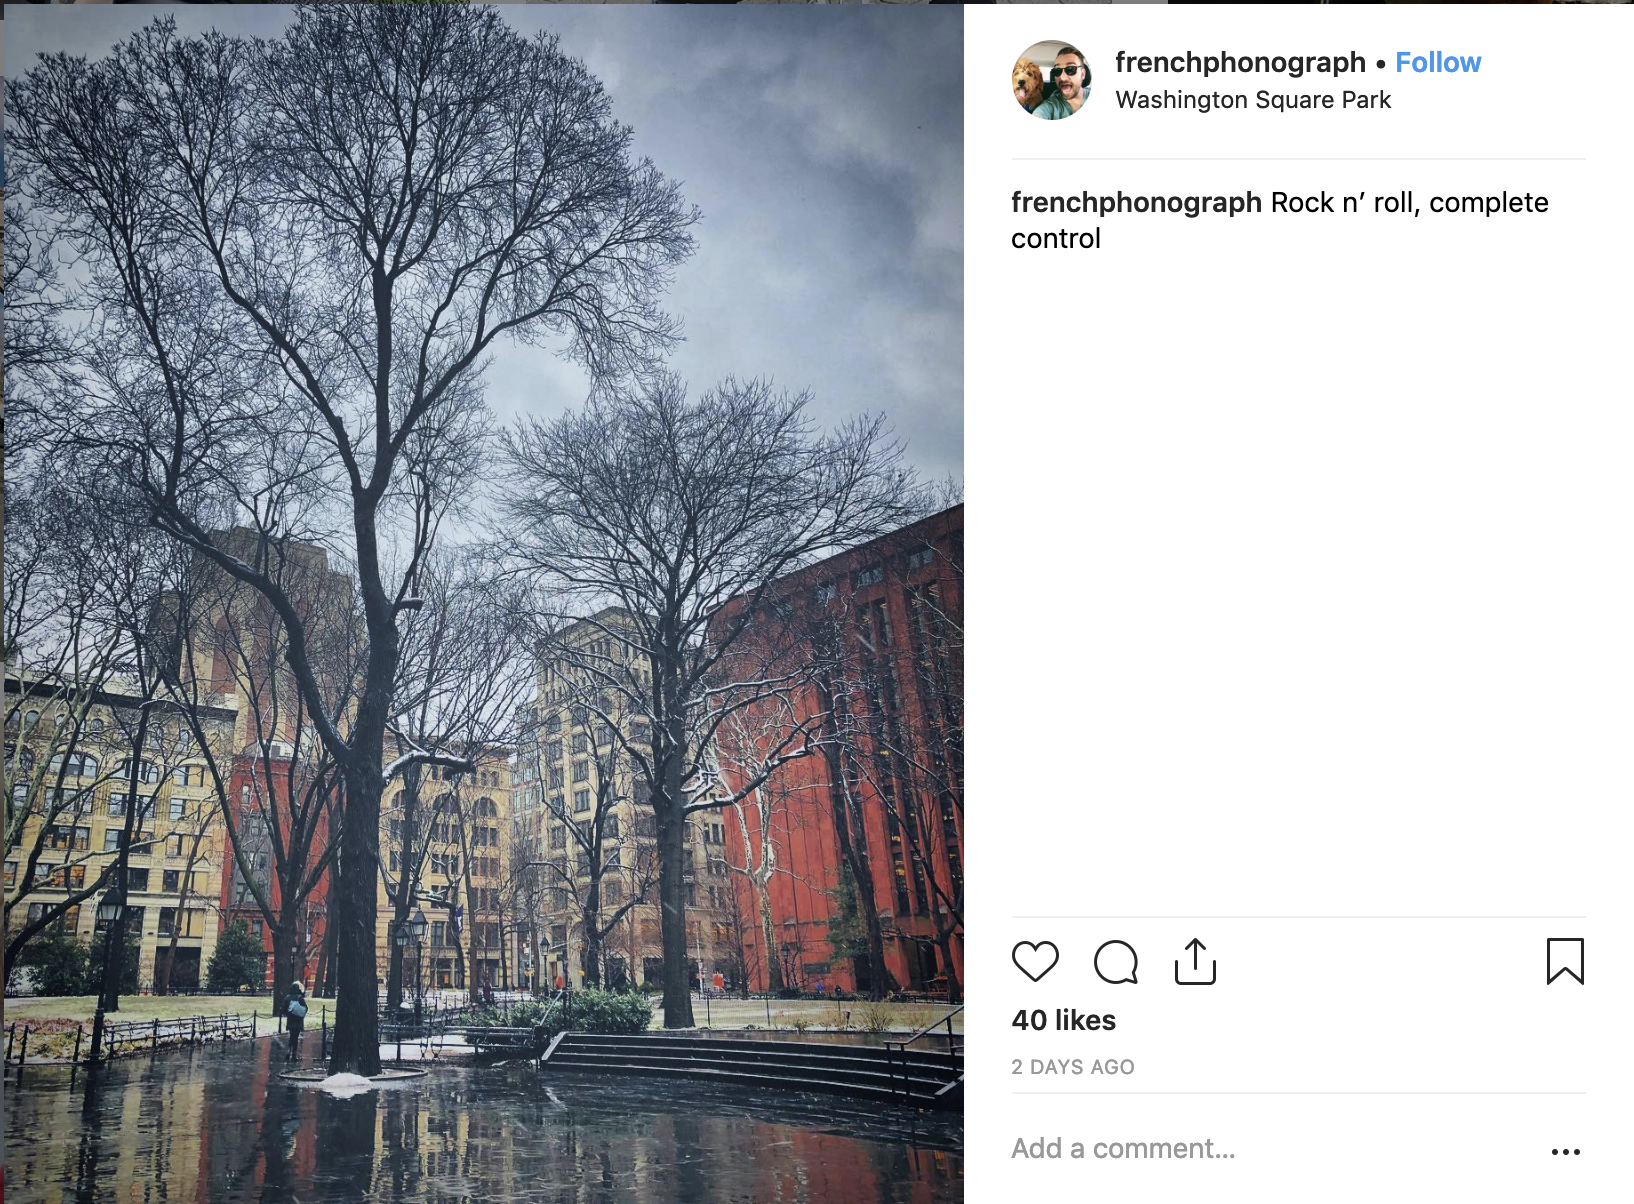 frenchphonograph • Follow
Washington Square Park
frenchphonograph Rock n’ roll, complete
control
40 likes
2 DAYS AGO
Add a comment...